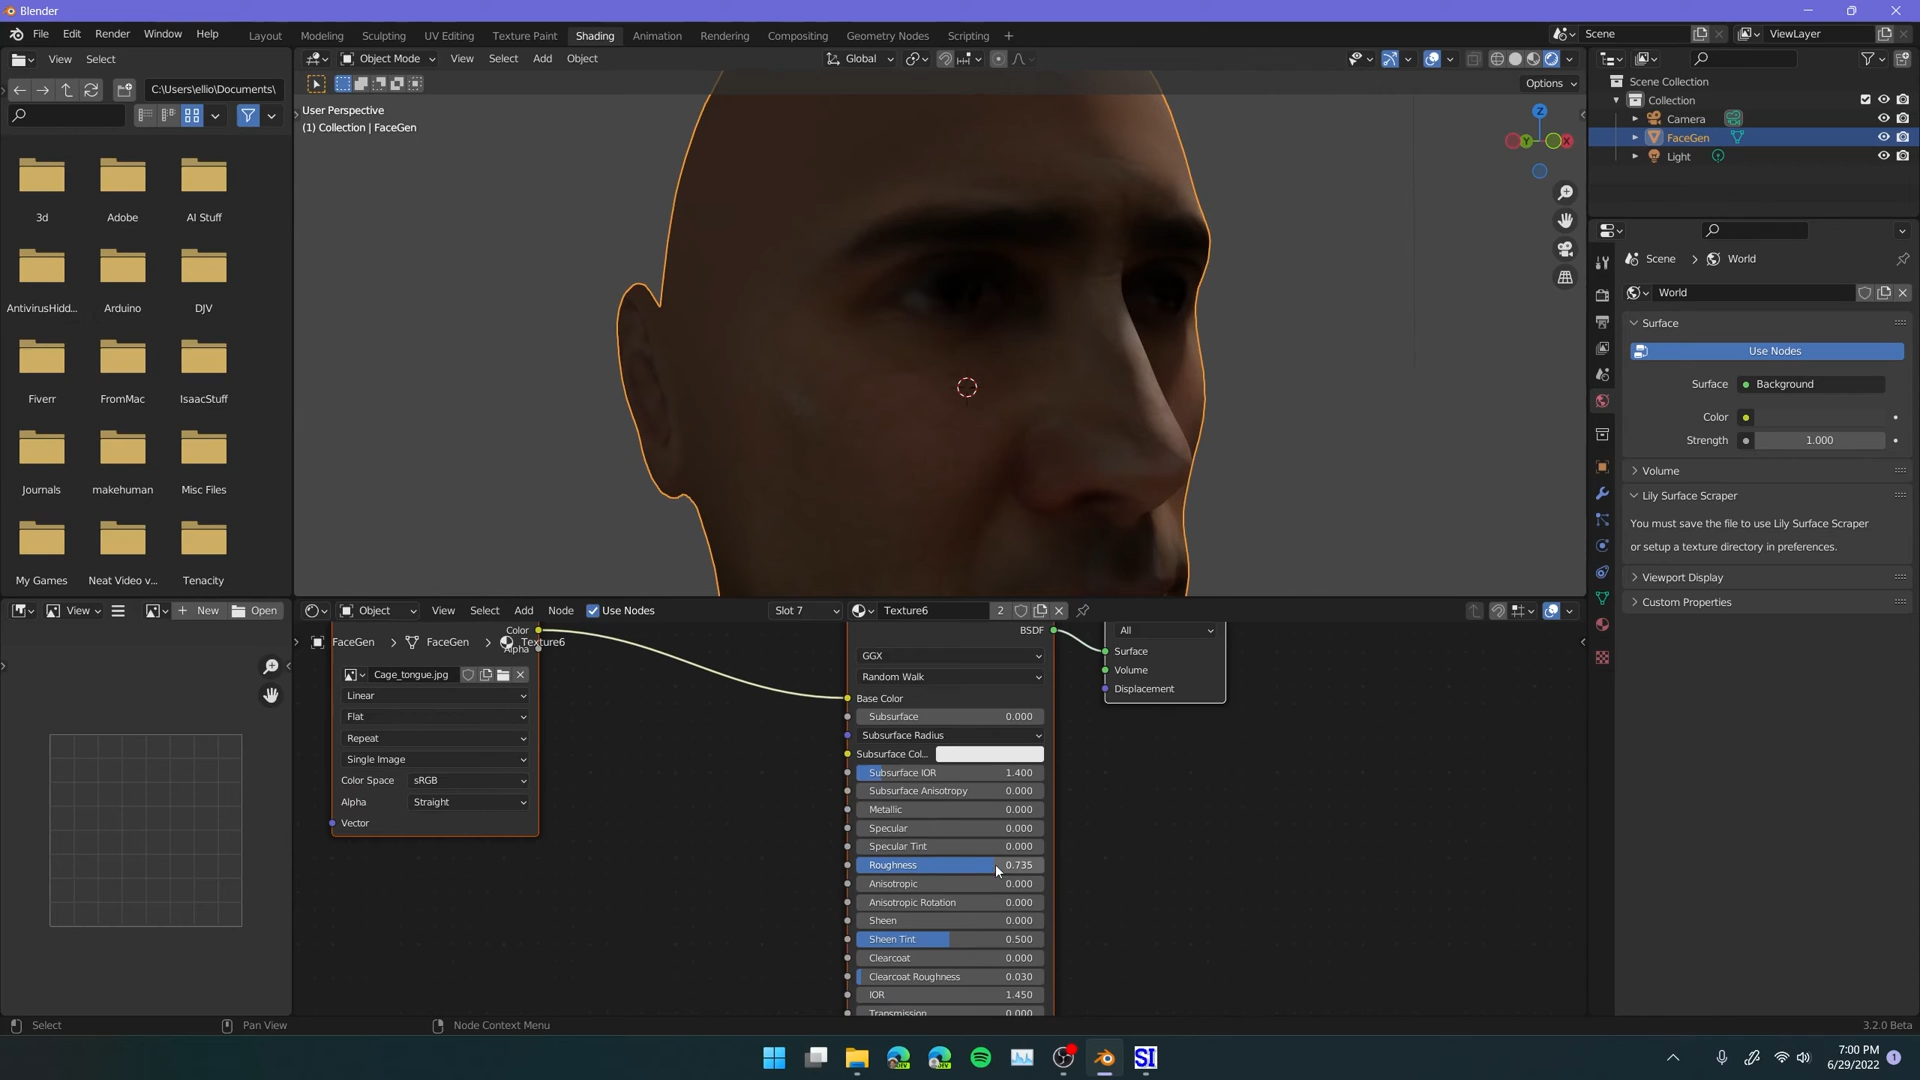 Blender
File Edit Render Window Help Layout Modeling Sculpting UV Editing Texture Paint Shading Animation Rendering Compositing Geometry Nodes Scripting + Scene ViewLayer
View Select Object Mode View Select Add Object Global
C:\Users\ellio\Documents\ Options
User Perspective
(1) Collection | FaceGen
Z
Y X
3d Adobe AI Stuff
AntivirusHidd... Arduino DJV
Fiverr FromMac IsaacStuff
Journals makehuman Misc Files
My Games Neat Video v... Tenacity
Scene Collection
Collection
Camera
FaceGen
Light
Scene > World
World
Surface
Use Nodes
Surface Background
Color
Strength 1.000
Volume
Lily Surface Scraper
You must save the file to use Lily Surface Scraper
or setup a texture directory in preferences.
Viewport Display
Custom Properties
View + New Open Object View Select Add Node Use Nodes Slot 7 Texture6 2
FaceGen > FaceGen > Texture6
Color
Alpha
Cage_tongue.jpg
Linear
Flat
Repeat
Single Image
Color Space sRGB
Alpha Straight
Vector
BSDF
GGX
Random Walk
Base Color
Subsurface 0.000
Subsurface Radius
Subsurface Col...
Subsurface IOR 1.400
Subsurface Anisotropy 0.000
Metallic 0.000
Specular 0.000
Specular Tint 0.000
Roughness 0.735
Anisotropic 0.000
Anisotropic Rotation 0.000
Sheen 0.000
Sheen Tint 0.500
Clearcoat 0.000
Clearcoat Roughness 0.030
IOR 1.450
Transmission 0.000
All
Surface
Volume
Displacement
Select Pan View Node Context Menu 3.2.0 Beta
DEV DEV SI
7:00 PM
6/29/2022 1